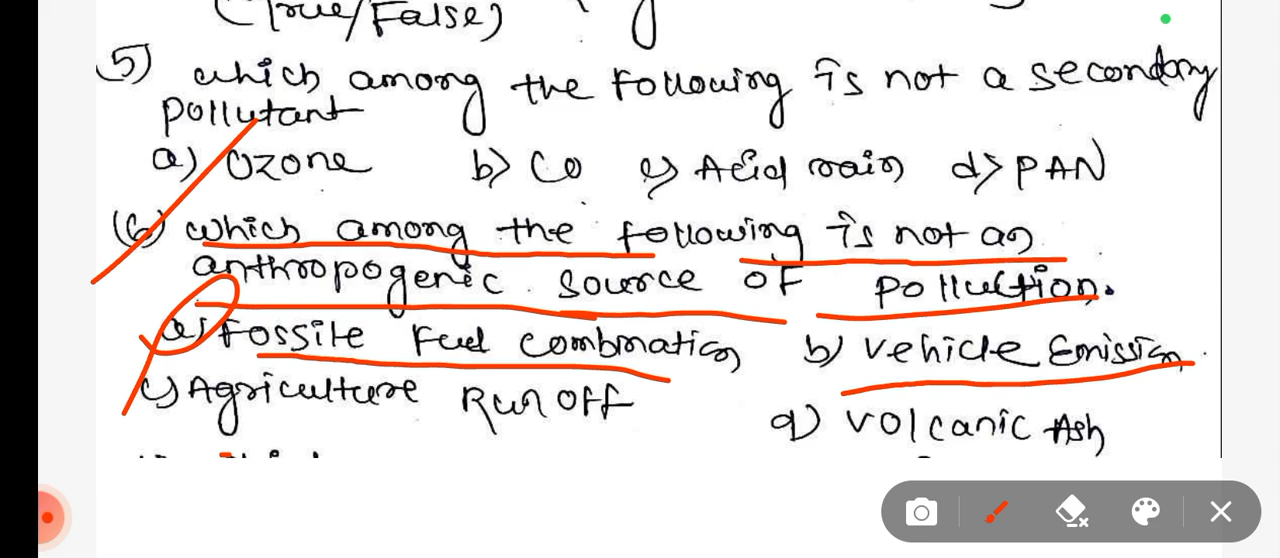 (True/False)
5) which among the following is not a secondary
pollutant
a) Ozone b) CO c) Acid rain d) PAN
(6) which among the following is not an
anthropogenic source of pollution.
a) Fossile Fuel Combination b) vehicle Emission.
c) Agriculture Run OFF
d) volcanic Ash